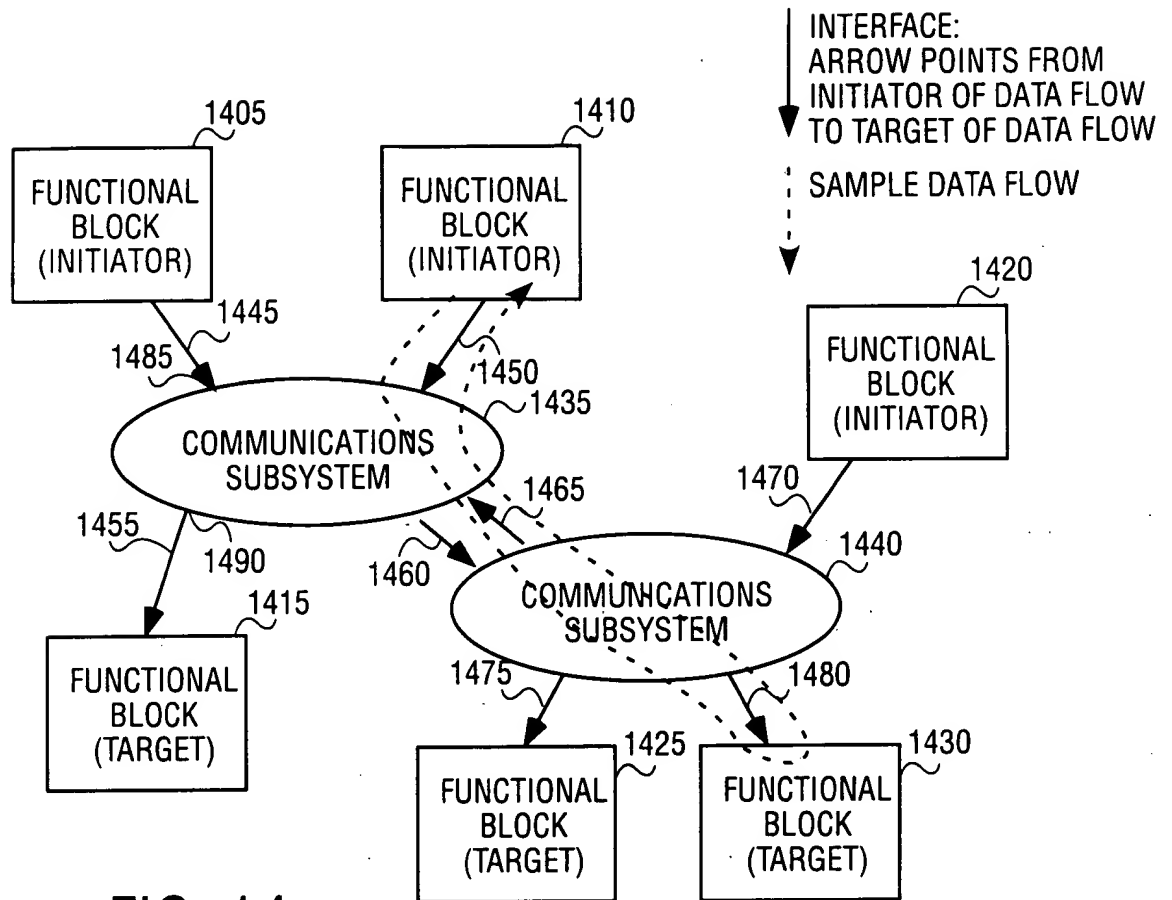 INTERFACE:
ARROW POINTS FROM
INITIATOR OF DATA FLOW
TO TARGET OF DATA FLOW
SAMPLE DATA FLOW
1405
FUNCTIONAL
BLOCK
(INITIATOR)
1410
FUNCTIONAL
BLOCK
(INITIATOR)
1420
FUNCTIONAL
BLOCK
(INITIATOR)
1445
1485
1450
1435
COMMUNICATIONS
SUBSYSTEM
1455
1490
1460
1465
1470
1440
COMMUNICATIONS
SUBSYSTEM
1415
FUNCTIONAL
BLOCK
(TARGET)
1475
1480
1425
FUNCTIONAL
BLOCK
(TARGET)
1430
FUNCTIONAL
BLOCK
(TARGET)